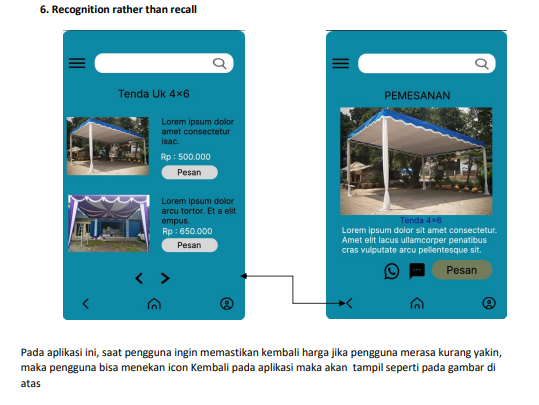 6. Recognition rather than recall
Tenda Uk 4×6
Lorem ipsum dolor
amet consectetur
isac.
Rp : 500.000
Pesan
Lorem ipsum dolor
arcu tortor. Et a elit
empus.
Rp : 650.000
Pesan
PEMESANAN
Tenda 4×6
Lorem ipsum dolor sit amet consectetur.
Amet elit lacus ullamcorper penatibus
cras vulputate arcu pellentesque sit.
Pesan
Pada aplikasi ini, saat pengguna ingin memastikan kembali harga jika pengguna merasa kurang yakin,
maka pengguna bisa menekan icon Kembali pada aplikasi maka akan  tampil seperti pada gambar di
atas